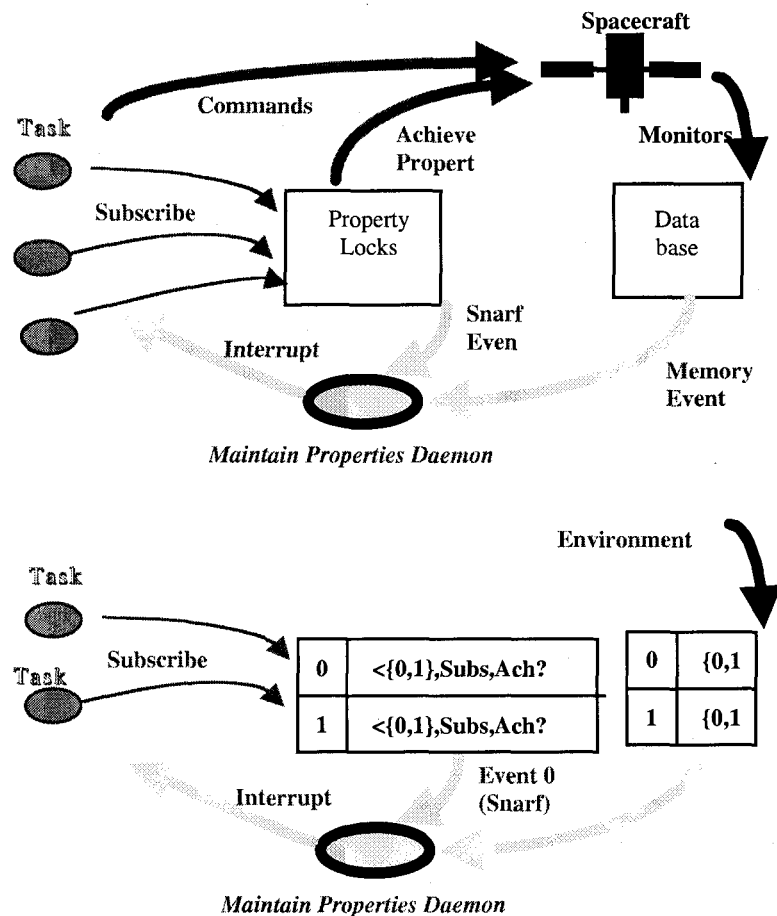 Spacecraft
Commands
Task
Achieve
Propert
Monitors
Subscribe
Property
Locks
Data
base
Snarf
Even
Interrupt
Memory
Event
Maintain Properties Daemon
Environment
Task
Subscribe
Task
0 <{0,1},Subs,Ach?
1 <{0,1},Subs,Ach?
0 {0,1
1 {0,1
Event 0
(Snarf)
Interrupt
Maintain Properties Daemon